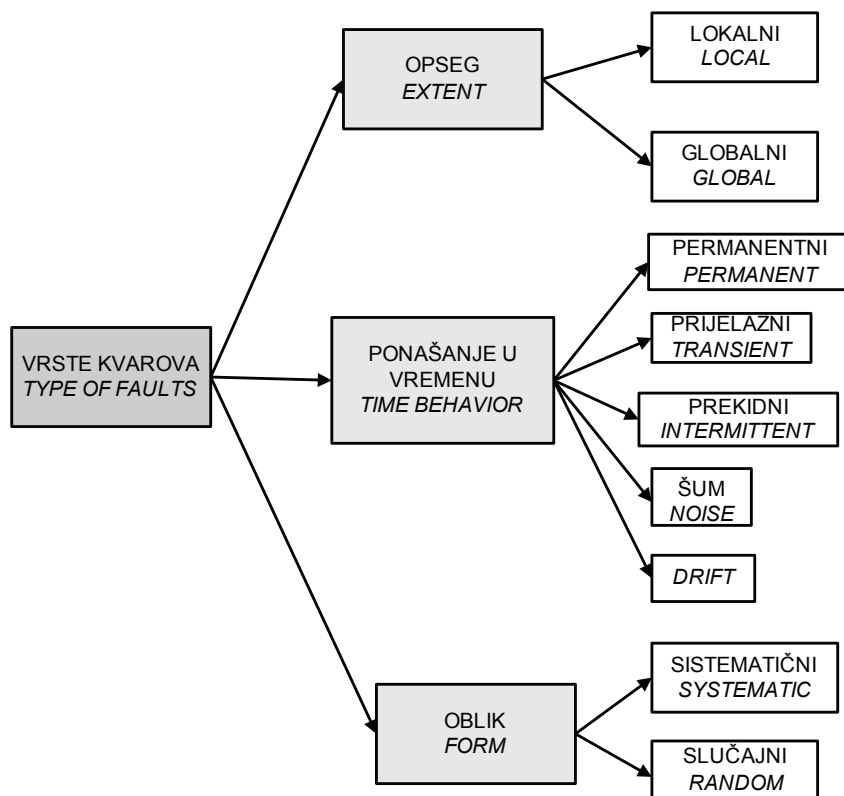 VRSTE KVAROVA
TYPE OF FAULTS
OPSEG
EXTENT
LOKALNI
LOCAL
GLOBALNI
GLOBAL
PONAŠANJE U
VREMENU
TIME BEHAVIOR
PERMANENTNI
PERMANENT
PRIJELAZNI
TRANSIENT
PREKIDNI
INTERMITTENT
ŠUM
NOISE
DRIFT
OBLIK
FORM
SISTEMATIČNI
SYSTEMATIC
SLUČAJNI
RANDOM